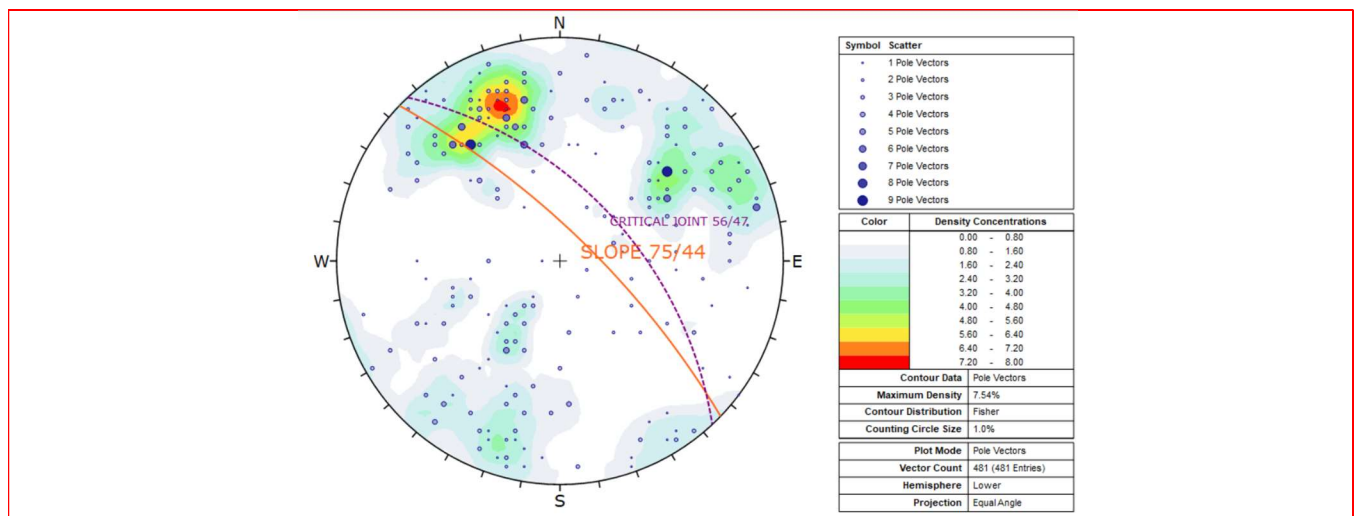 N
W
E
S
CRITICAL JOINT 56/47
SLOPE 75/44
Symbol Scatter
1 Pole Vectors
2 Pole Vectors
3 Pole Vectors
4 Pole Vectors
5 Pole Vectors
6 Pole Vectors
7 Pole Vectors
8 Pole Vectors
9 Pole Vectors
Color Density Concentrations
0.00 - 0.80
0.80 - 1.60
1.60 - 2.40
2.40 - 3.20
3.20 - 4.00
4.00 - 4.80
4.80 - 5.60
5.60 - 6.40
6.40 - 7.20
7.20 - 8.00
Contour Data Pole Vectors
Maximum Density 7.54%
Contour Distribution Fisher
Counting Circle Size 1.0%
Plot Mode Pole Vectors
Vector Count 481 (481 Entries)
Hemisphere Lower
Projection Equal Angle